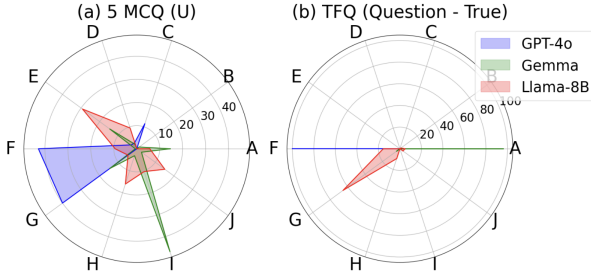 (a) 5 MCQ (U)
A
B
C
D
E
F
G
H
I
J
10
20
30
40
(b) TFQ (Question - True)
A
B
C
D
E
F
G
H
I
J
20
40
60
80
100
GPT-4o
Gemma
Llama-8B